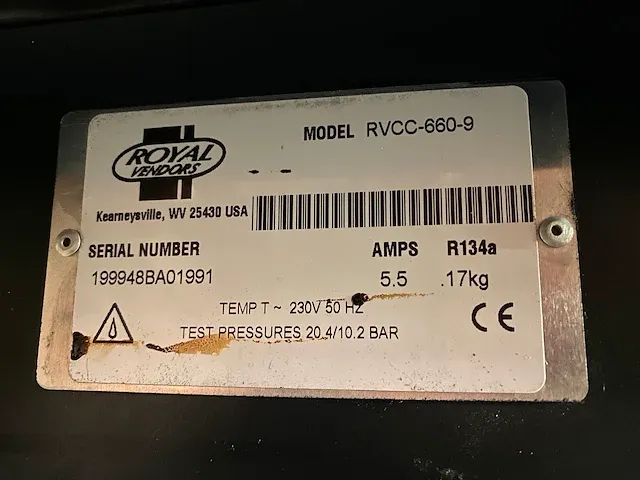 ROYAL
VENDORS
MODEL RVCC-660-9
Kearneysville, WV 25430 USA
SERIAL NUMBER AMPS R134a
199948BA01991 5.5 .17kg
TEMP T ~ 230V 50 HZ
TEST PRESSURES 20.4/10.2 BAR
CE